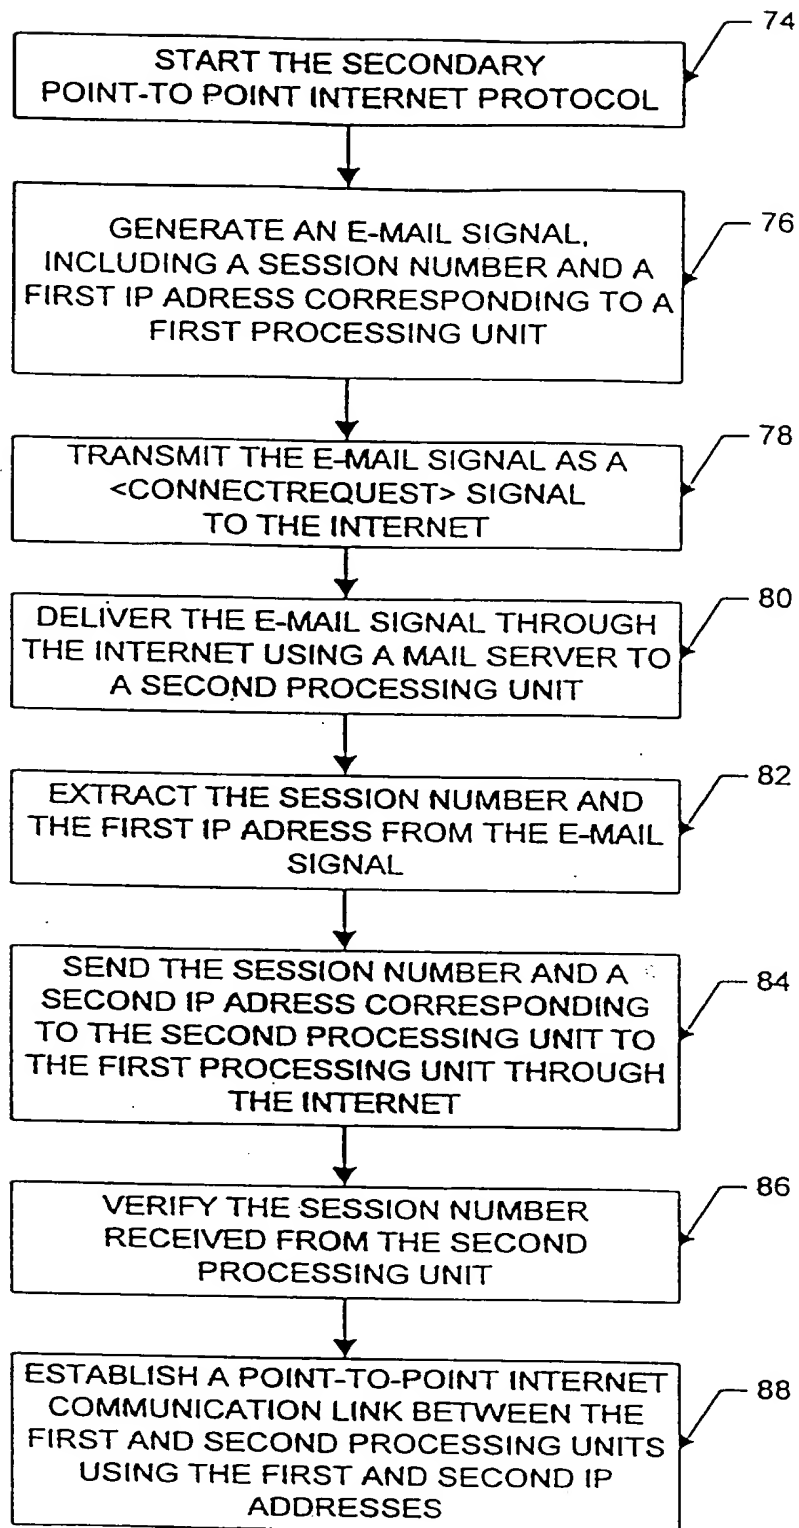 74
START THE SECONDARY
POINT-TO POINT INTERNET PROTOCOL
76
GENERATE AN E-MAIL SIGNAL,
INCLUDING A SESSION NUMBER AND A
FIRST IP ADRESS CORRESPONDING TO A
FIRST PROCESSING UNIT
78
TRANSMIT THE E-MAIL SIGNAL AS A
<CONNECTREQUEST> SIGNAL
TO THE INTERNET
80
DELIVER THE E-MAIL SIGNAL THROUGH
THE INTERNET USING A MAIL SERVER TO
A SECOND PROCESSING UNIT
82
EXTRACT THE SESSION NUMBER AND
THE FIRST IP ADRESS FROM THE E-MAIL
SIGNAL
84
SEND THE SESSION NUMBER AND A
SECOND IP ADRESS CORRESPONDING
TO THE SECOND PROCESSING UNIT TO
THE FIRST PROCESSING UNIT THROUGH
THE INTERNET
86
VERIFY THE SESSION NUMBER
RECEIVED FROM THE SECOND
PROCESSING UNIT
88
ESTABLISH A POINT-TO-POINT INTERNET
COMMUNICATION LINK BETWEEN THE
FIRST AND SECOND PROCESSING UNITS
USING THE FIRST AND SECOND IP
ADDRESSES